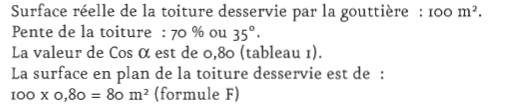 Surface réelle de la toiture desservie par la gouttière : 100 m².
Pente de la toiture : 70 % ou 35°.
La valeur de Cos α est de 0,80 (tableau 1).
La surface en plan de la toiture desservie est de :
100 x 0,80 = 80 m² (formule F)